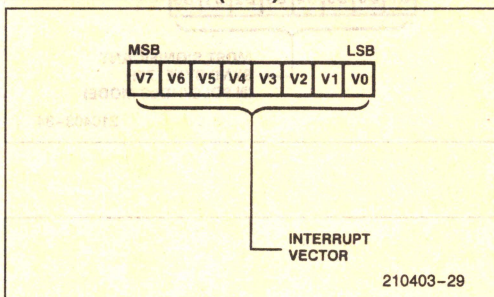 MSB LSB
V7 V6 V5 V4 V3 V2 V1 V0
INTERRUPT
VECTOR
210403-29